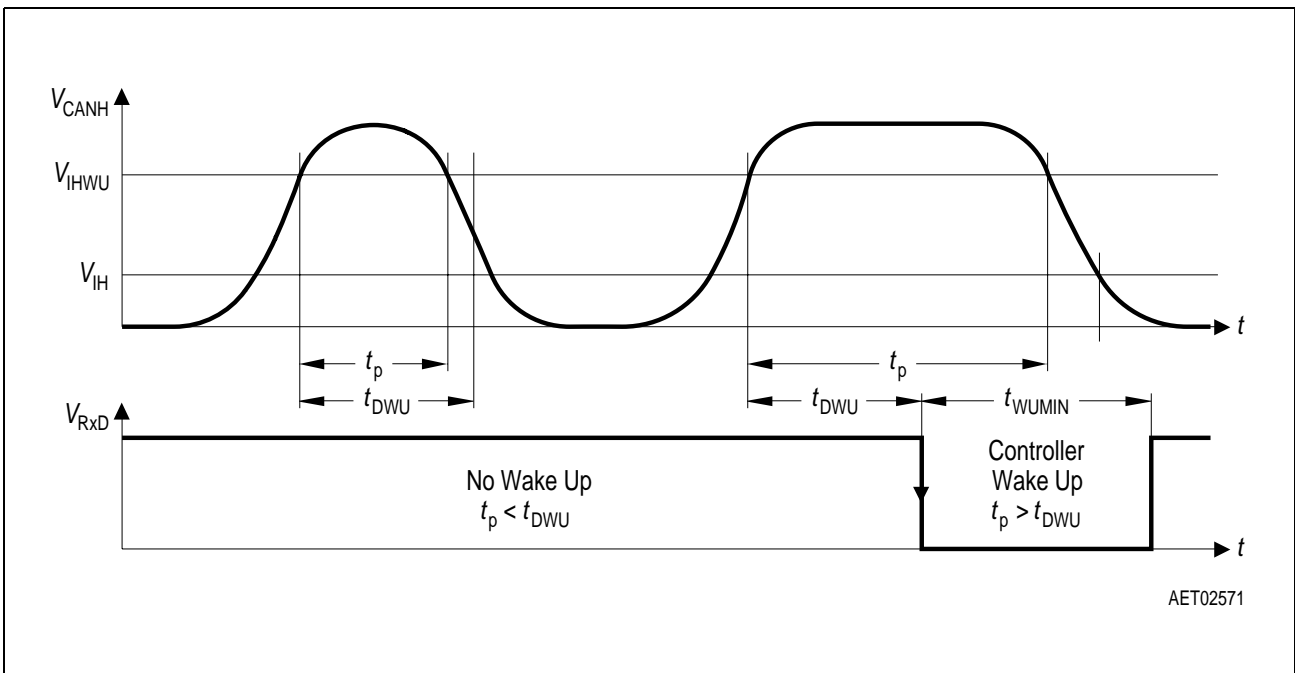 V_CANH
V_IHWU
V_IH
t
t_p
t_p
t_DWU
t_DWU
t_WUMIN
V_RxD
No Wake Up
t_p < t_DWU
Controller
Wake Up
t_p > t_DWU
t
AET02571